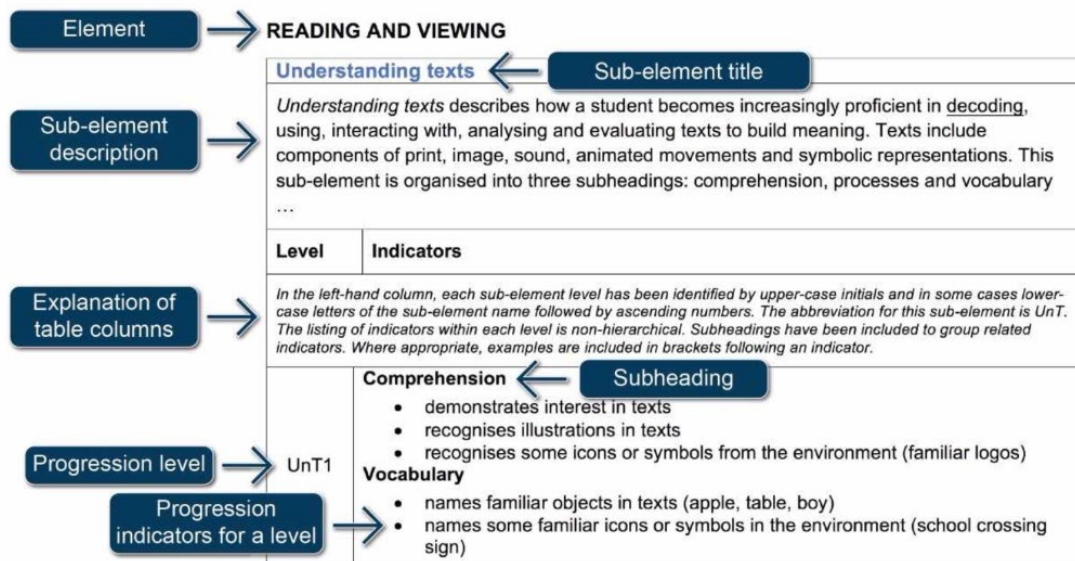 Element
READING AND VIEWING
Understanding texts
Sub-element title
Sub-element
description
Understanding texts describes how a student becomes increasingly proficient in decoding,
using, interacting with, analysing and evaluating texts to build meaning. Texts include
components of print, image, sound, animated movements and symbolic representations. This
sub-element is organised into three subheadings: comprehension, processes and vocabulary
...
Level
Indicators
Explanation of
table columns
In the left-hand column, each sub-element level has been identified by upper-case initials and in some cases lower-
case letters of the sub-element name followed by ascending numbers. The abbreviation for this sub-element is UnT.
The listing of indicators within each level is non-hierarchical. Subheadings have been included to group related
indicators. Where appropriate, examples are included in brackets following an indicator.
Comprehension
Subheading
• demonstrates interest in texts
• recognises illustrations in texts
• recognises some icons or symbols from the environment (familiar logos)
Progression level
UnT1
Vocabulary
• names familiar objects in texts (apple, table, boy)
Progression
indicators for a level
• names some familiar icons or symbols in the environment (school crossing
sign)